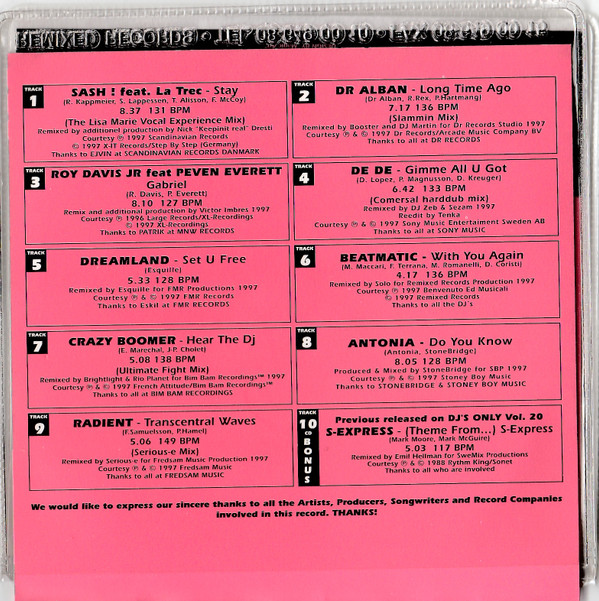 REMIXED RECORDS • TEL 08
TRACK 1
SASH ! feat. La Trec - Stay
(R. Kappmeier, S. Lappessen, T. Alisson, F. McCoy)
8.37 131 BPM
(The Lisa Marie Vocal Experience Mix)
Remixed by additionel production by Nick "Keepinit real" Dresti
Courtesy ℗ 1997 Scandinavian Record
© 1997 X-IT Records/Step By Step (Germany)
Thanks to EJVIN at SCANDINAVIAN RECORDS DANMARK
TRACK 2
DR ALBAN - Long Time Ago
(Dr Alban, R.Rex, P.Hartmang)
7.17 136 BPM
(Slammin Mix)
Remixed by Booster and DJ Martin for Dr Records Studio 1997
Courtesy ℗ & © 1997 Dr Records/Arcade Music Company BV
Thanks to all at DR RECORDS
TRACK 3
ROY DAVIS JR feat PEVEN EVERETT
Gabriel
(R. Davis, P. Everett)
8.10 127 BPM
Remix and additional production by Victor Imbres 1997
Courtesy ℗ 1996 Large Records/XL-Recordings
© 1997 XL-Recordings
Thanks to PATRIK at MNW RECORDS
TRACK 4
DE DE - Gimme All U Got
(D. Lopez, P. Magnusson, D. Kreuger)
6.42 133 BPM
(Comersal harddub mix)
Remixed by DJ Zeb & Sezam 1997
Reedit by Tenka
Courtesy ℗ & © 1997 Sony Music Entertaiment Sweden AB
Thanks to all at SONY MUSIC
TRACK 5
DREAMLAND - Set U Free
(Esquille)
5.33 128 BPM
Remixed by Esquille for FMR Productions 1997
Courtesy ℗ & © 1997 FMR Records
Thanks to Eskil at FMR RECORDS
TRACK 6
BEATMATIC - With You Again
(M. Maccari, F. Terrana, M. Romanelli, D. Coristi)
4.17 136 BPM
Remixed by Solo for Remixed Records Production 1997
Courtesy ℗ 1997 Benvenuto Ed Musicali
© 1997 Remixed Records
Thanks to all the DJ's
TRACK 7
CRAZY BOOMER - Hear The Dj
(E. Marechal, J-P. Cholet)
5.08 138 BPM
(Ultimate Fight Mix)
Remixed by Brightlight & Rio Planet for Bim Bam Recordings™ 1997
Courtesy ℗ & © 1997 French Attitude/Bim Bam Recordings™
Thanks to all at BIM BAM RECORDINGS
TRACK 8
ANTONIA - Do You Know
(Antonia, StoneBridge)
8.05 128 BPM
Produced & Mixed by StoneBridge for SBP 1997
Courtesy ℗ & © 1997 Stoney Boy Music
Thanks to STONEBRIDGE & STONEY BOY MUSIC
TRACK 9
RADIENT - Transcentral Waves
(F.Samuelsson, P.Hamel)
5.06 149 BPM
(Serious-e Mix)
Remixed by Serious-e for Fredsam Music Production 1997
Courtesy ℗ & © 1997 Fredsam Music
Thanks to all at FREDSAM MUSIC
TRACK 10 CD BONUS
Previous released on DJ'S ONLY Vol. 20
S-EXPRESS - (Theme From...) S-Express
(Mark Moore, Mark McGuire)
5.03 117 BPM
Remixed by Emil Hellman for SweMix Productions
Courtesy ℗ & © 1988 Rythm King/Sonet
Thanks to all who are involved
We would like to express our sincere thanks to all the Artists, Producers, Songwriters and Record Companies
involved in this record. THANKS!